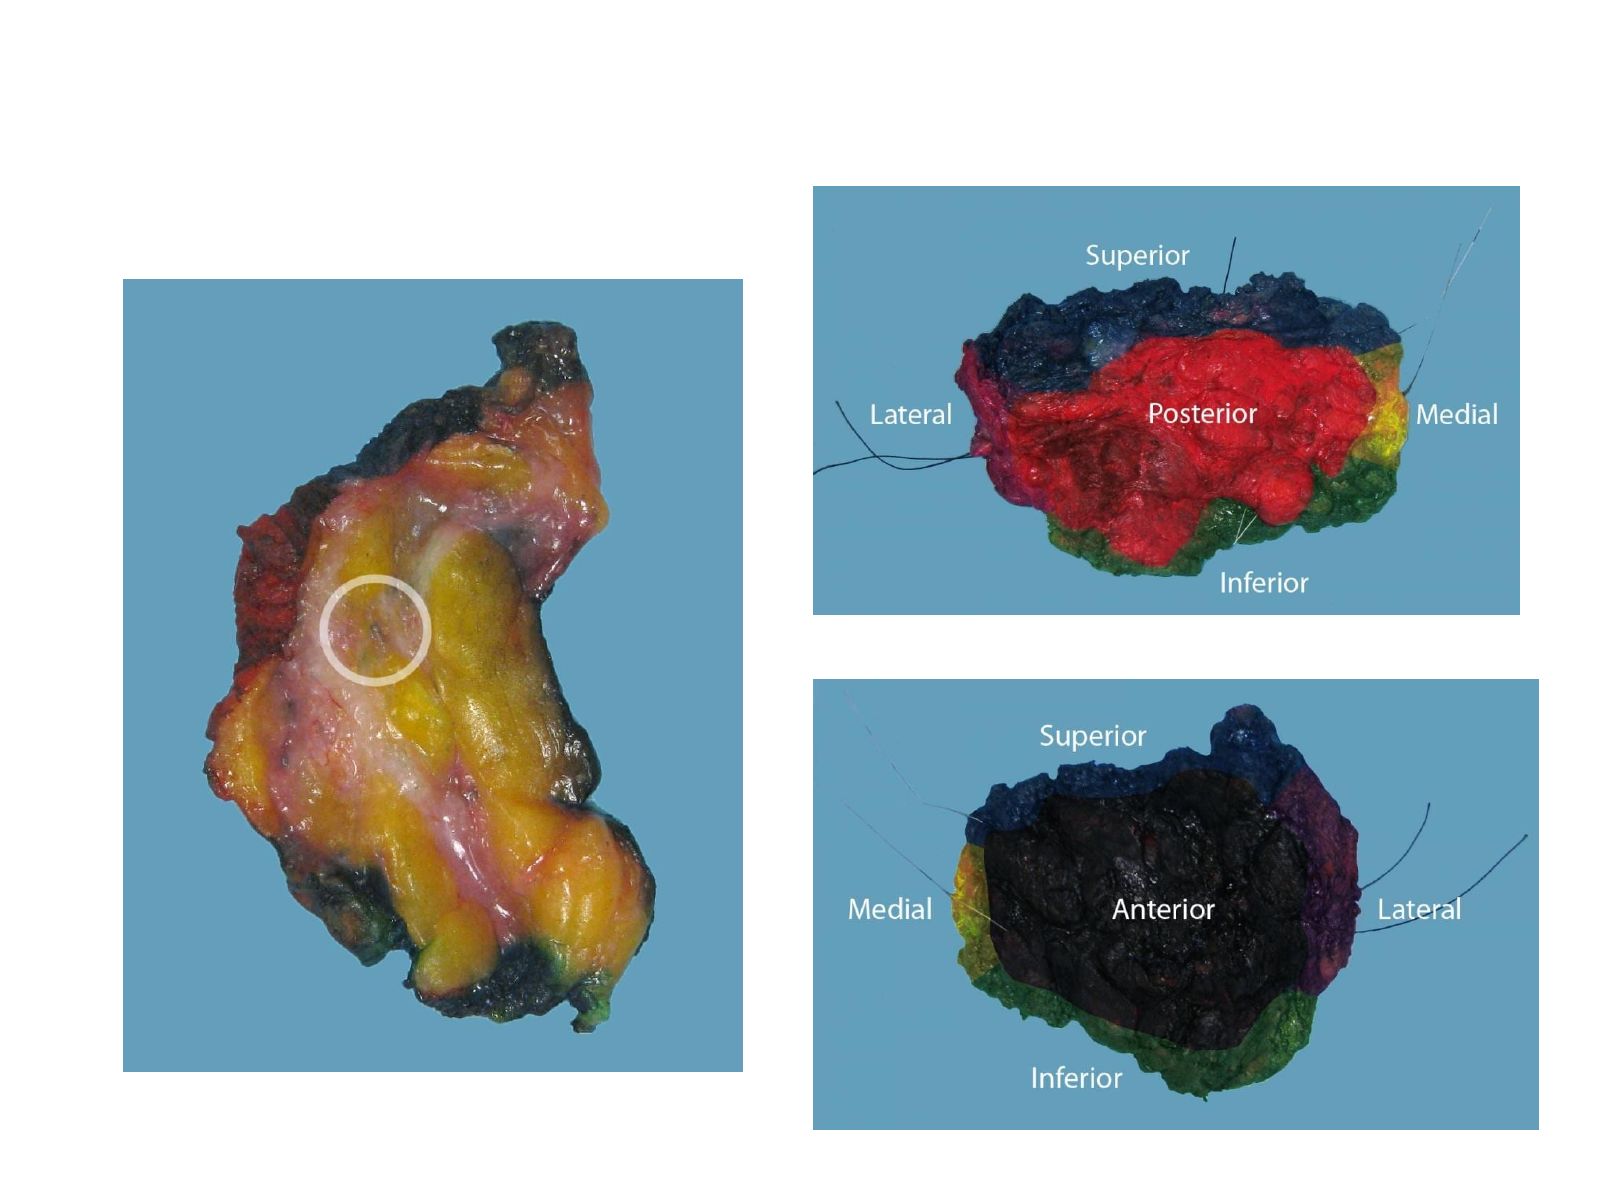 Superior
Lateral
Posterior
Medial
Inferior
Superior
Medial
Anterior
Lateral
Inferior